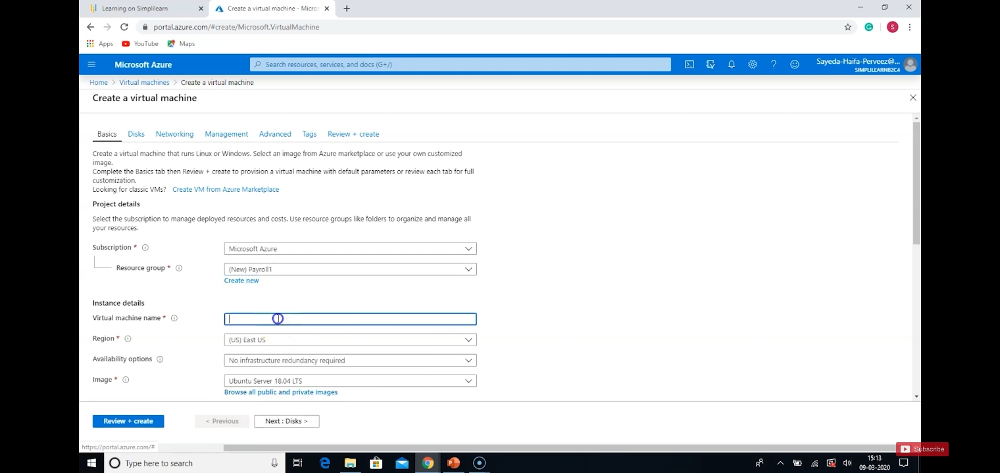 Learning on Simplilearn
Create a virtual machine - Micros
portal.azure.com/#create/Microsoft.VirtualMachine
S
Apps
YouTube
Maps
Microsoft Azure
Search resources, services, and docs (G+/)
Sayeda-Haifa-Perveez@...
SIMPLILEARNB2C4
Home > Virtual machines > Create a virtual machine
Create a virtual machine
Basics Disks Networking Management Advanced Tags Review + create
Create a virtual machine that runs Linux or Windows. Select an image from Azure marketplace or use your own customized
image.
Complete the Basics tab then Review + create to provision a virtual machine with default parameters or review each tab for full
customization.
Looking for classic VMs? Create VM from Azure Marketplace
Project details
Select the subscription to manage deployed resources and costs. Use resource groups like folders to organize and manage all
your resources.
Subscription * Microsoft Azure
Resource group * (New) Payroll1
Create new
Instance details
Virtual machine name *
Region * (US) East US
Availability options No infrastructure redundancy required
Image * Ubuntu Server 18.04 LTS
Browse all public and private images
Review + create < Previous Next : Disks >
https://portal.azure.com/#
Subscribe
Type here to search
15:13
09-03-2020